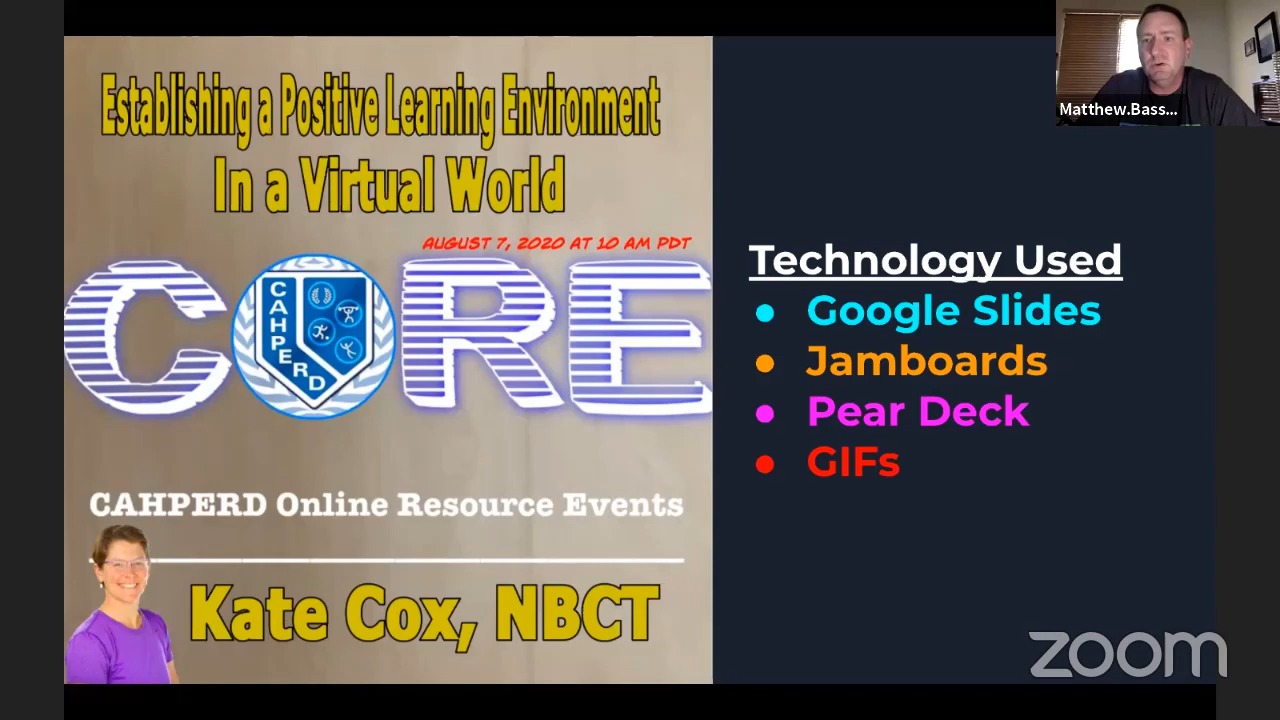 Establishing a Positive Learning Environment
In a Virtual World
AUGUST 7, 2020 AT 10 AM PDT
CORE
CAHPERD
CAHPERD Online Resource Events
Kate Cox, NBCT
Matthew.Bass...
Technology Used
● Google Slides
● Jamboards
● Pear Deck
● GIFs
zoom